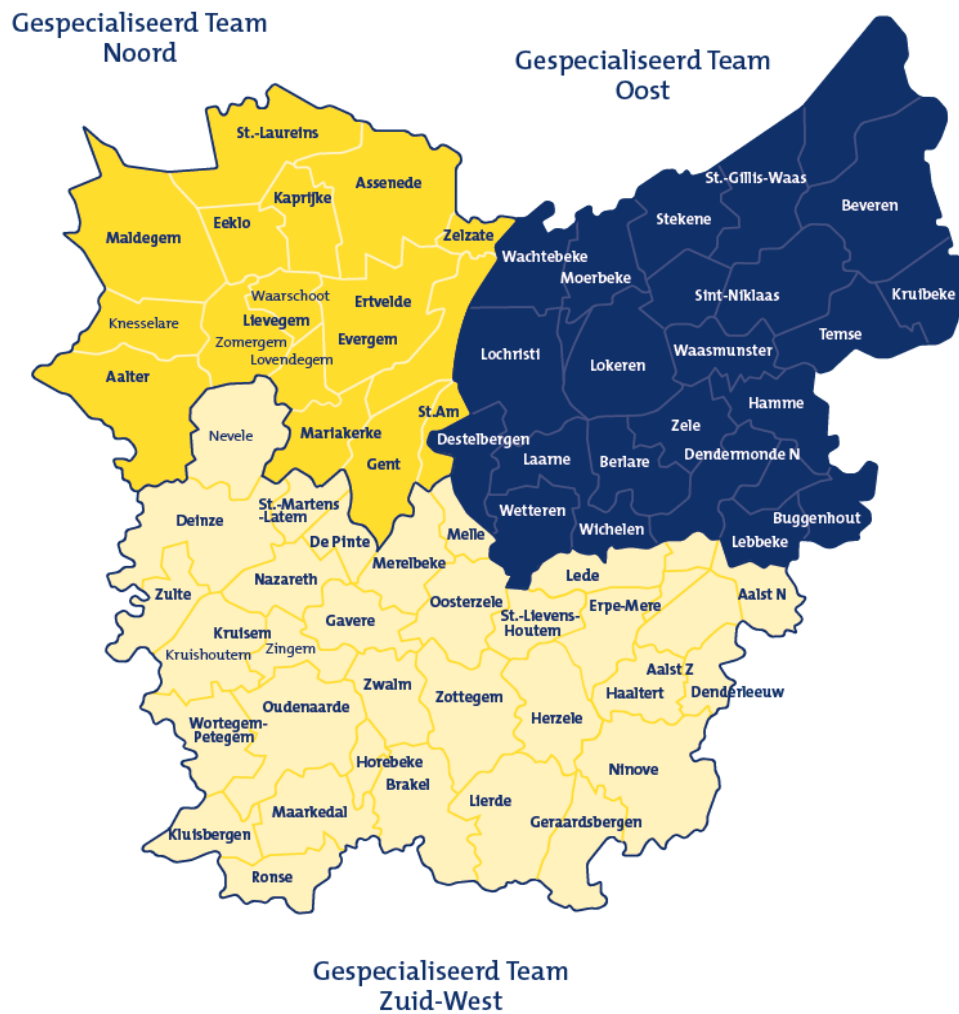 Gespecialiseerd Team
Noord
Gespecialiseerd Team
Oost
St.-Laureins
Assenede
Kaprijke
Eeklo
Maldegem
Zelzate
St.-Gillis-Waas
Stekene
Beveren
Wachtebeke
Moerbeke
Sint-Niklaas
Kruibeke
Waarschoot
Ertvelde
Knesselare
Lievegem
Zomergem
Evergem
Lovendegem
Temse
Lochristi
Lokeren
Waasmunster
Aalter
Hamme
St.Am
Zele
Nevele
Mariakerke
Destelbergen
Gent
Laarne
Berlare
Dendermonde N
St.-Martens
-Latem
Deinze
Wetteren
Buggenhout
Wichelen
Melle
De Pinte
Lebbeke
Merelbeke
Nazareth
Lede
Zulte
Aalst N
Oosterzele
Erpe-Mere
St.-Lievens-
Houtem
Gavere
Kruisem
Zingem
Kruishoutem
Aalst Z
Zwalm
Haaltert
Denderleeuw
Zottegem
Oudenaarde
Herzele
Wortegem-
Petegem
Horebeke
Ninove
Brakel
Lierde
Maarkedal
Geraardsbergen
Kluisbergen
Ronse
Gespecialiseerd Team
Zuid-West